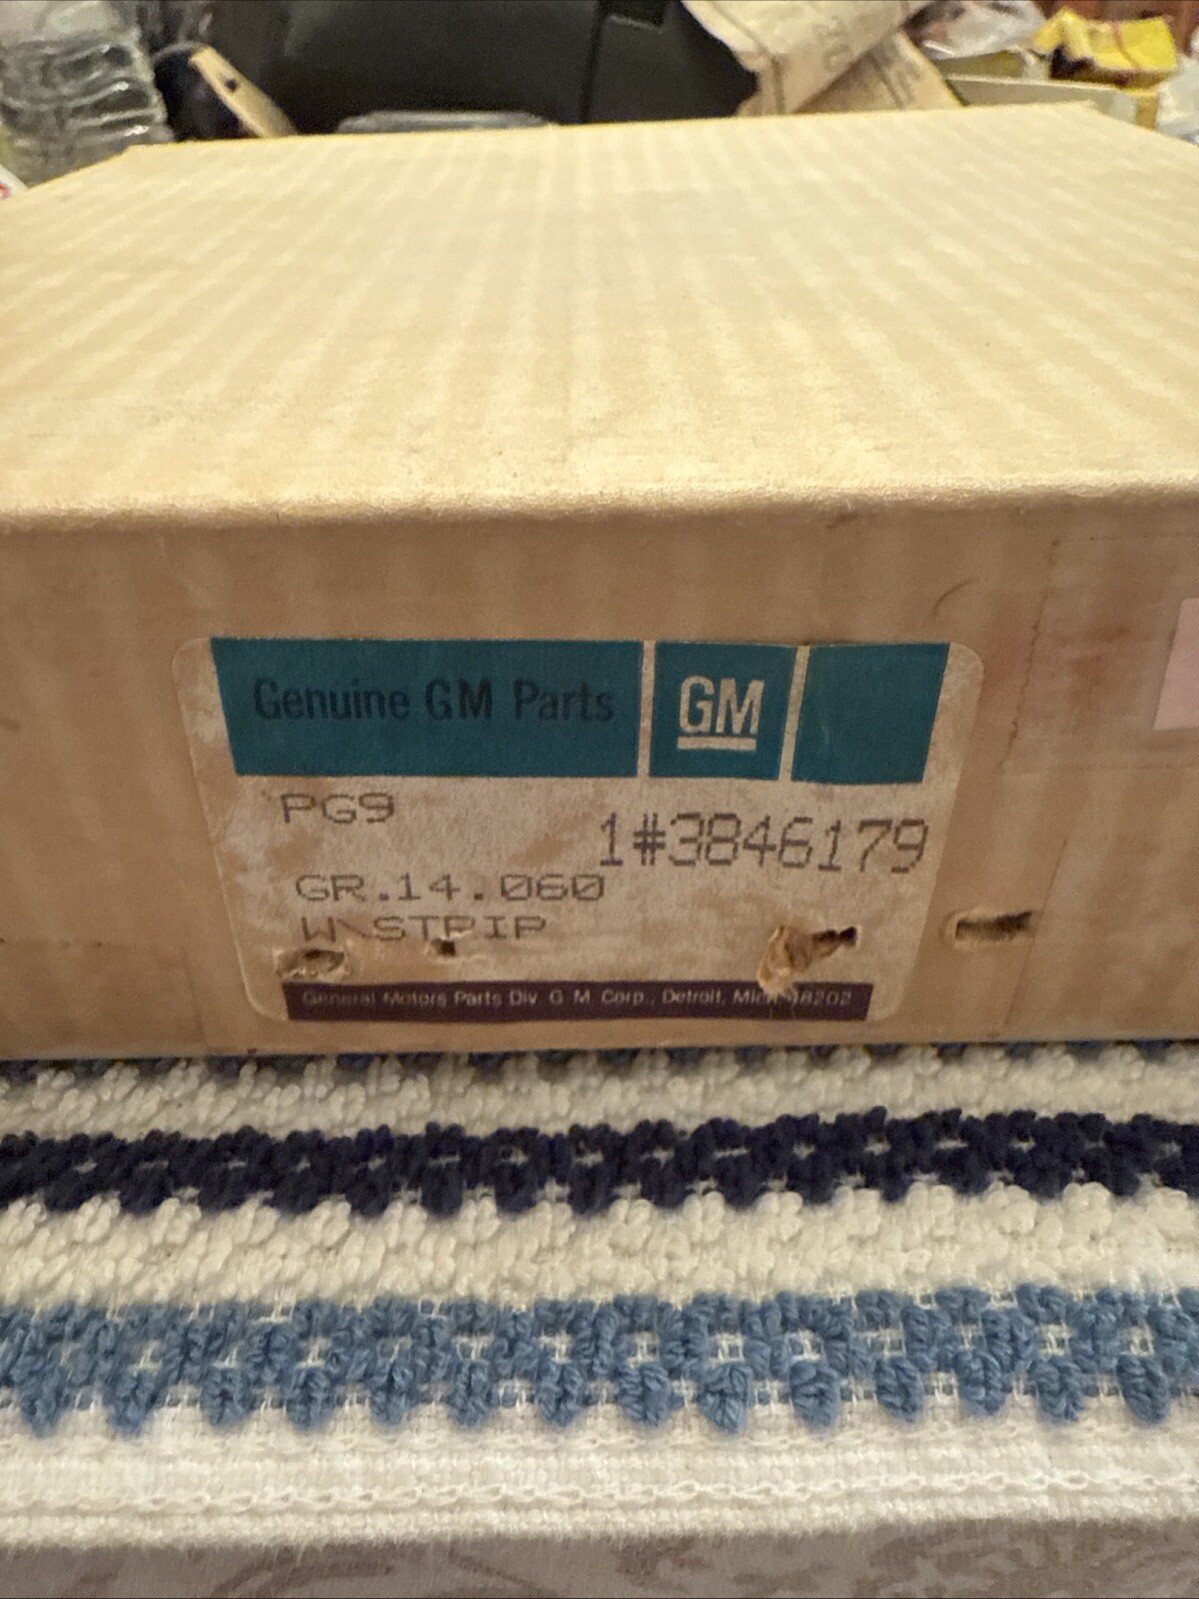 Genuine GM Parts
GM
PG9
1#3846179
GR.14.060
W\STRIP
General Motors Parts Div. G M Corp., Detroit, Mich. 48202